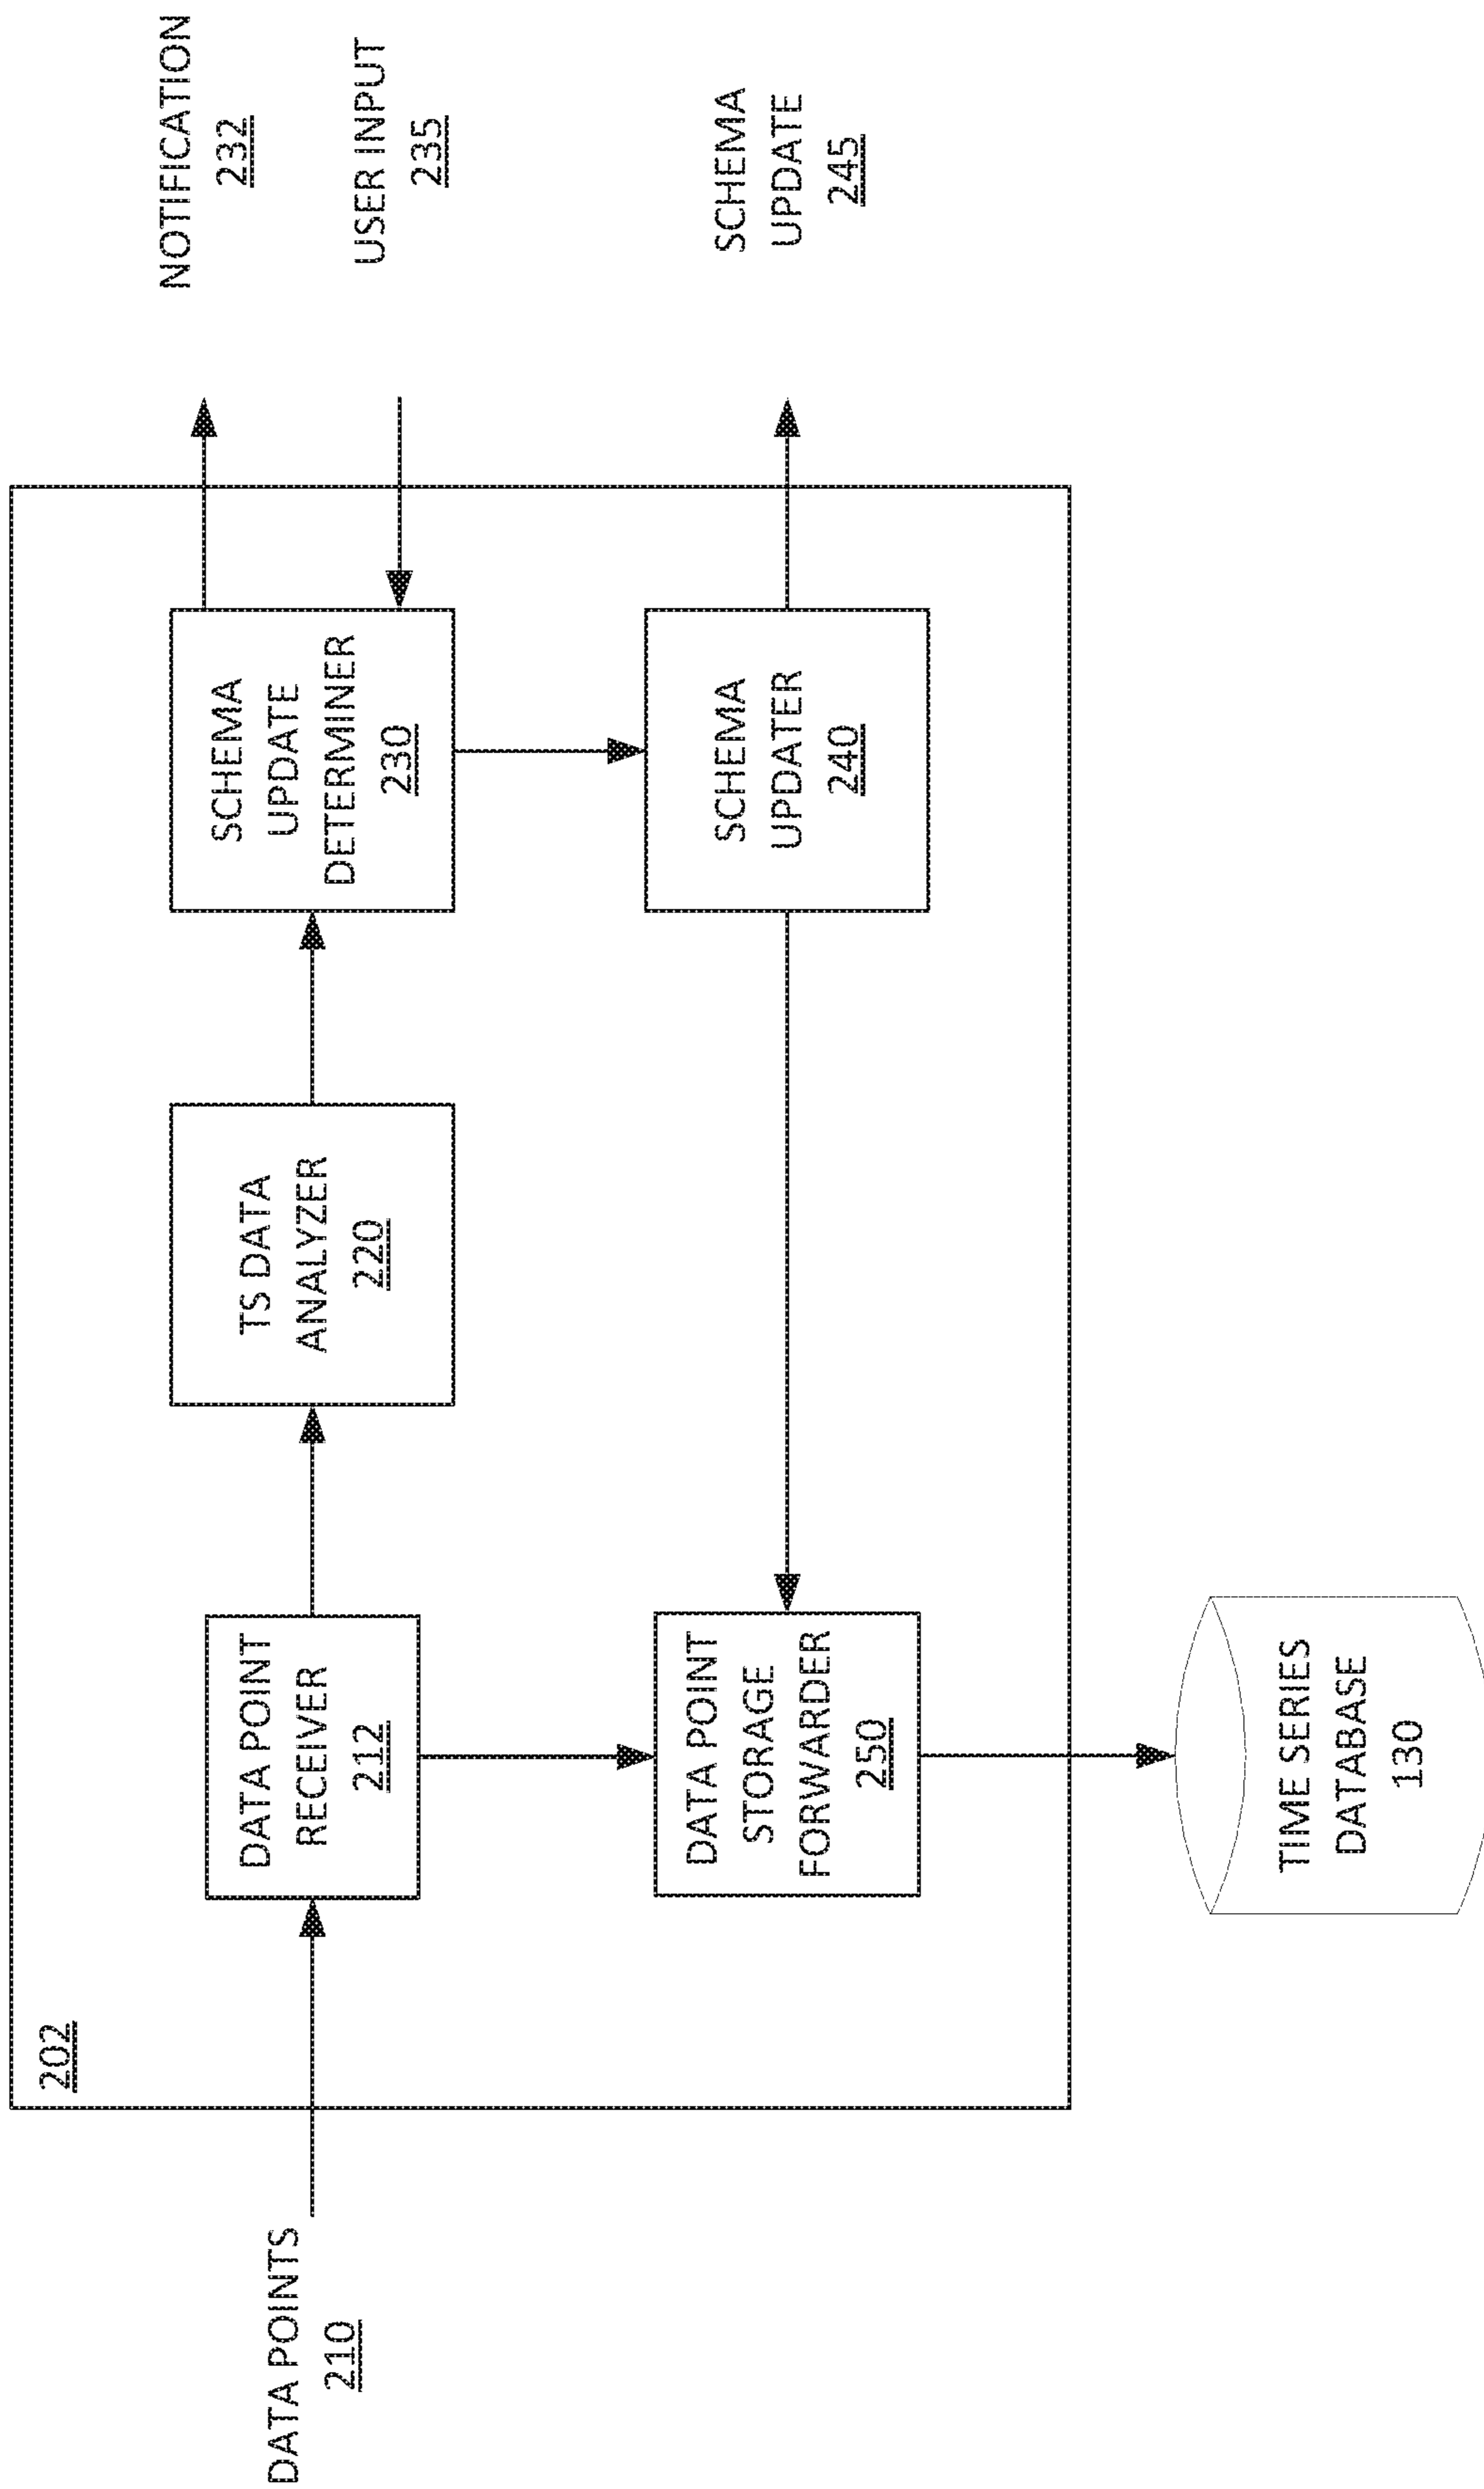 202
DATA POINTS
210
DATA POINT
RECEIVER
212
TS DATA
ANALYZER
220
SCHEMA
UPDATE
DETERMINER
230
NOTIFICATION
232
USER INPUT
235
DATA POINT
STORAGE
FORWARDER
250
SCHEMA
UPDATER
240
SCHEMA
UPDATE
245
TIME SERIES
DATABASE
130